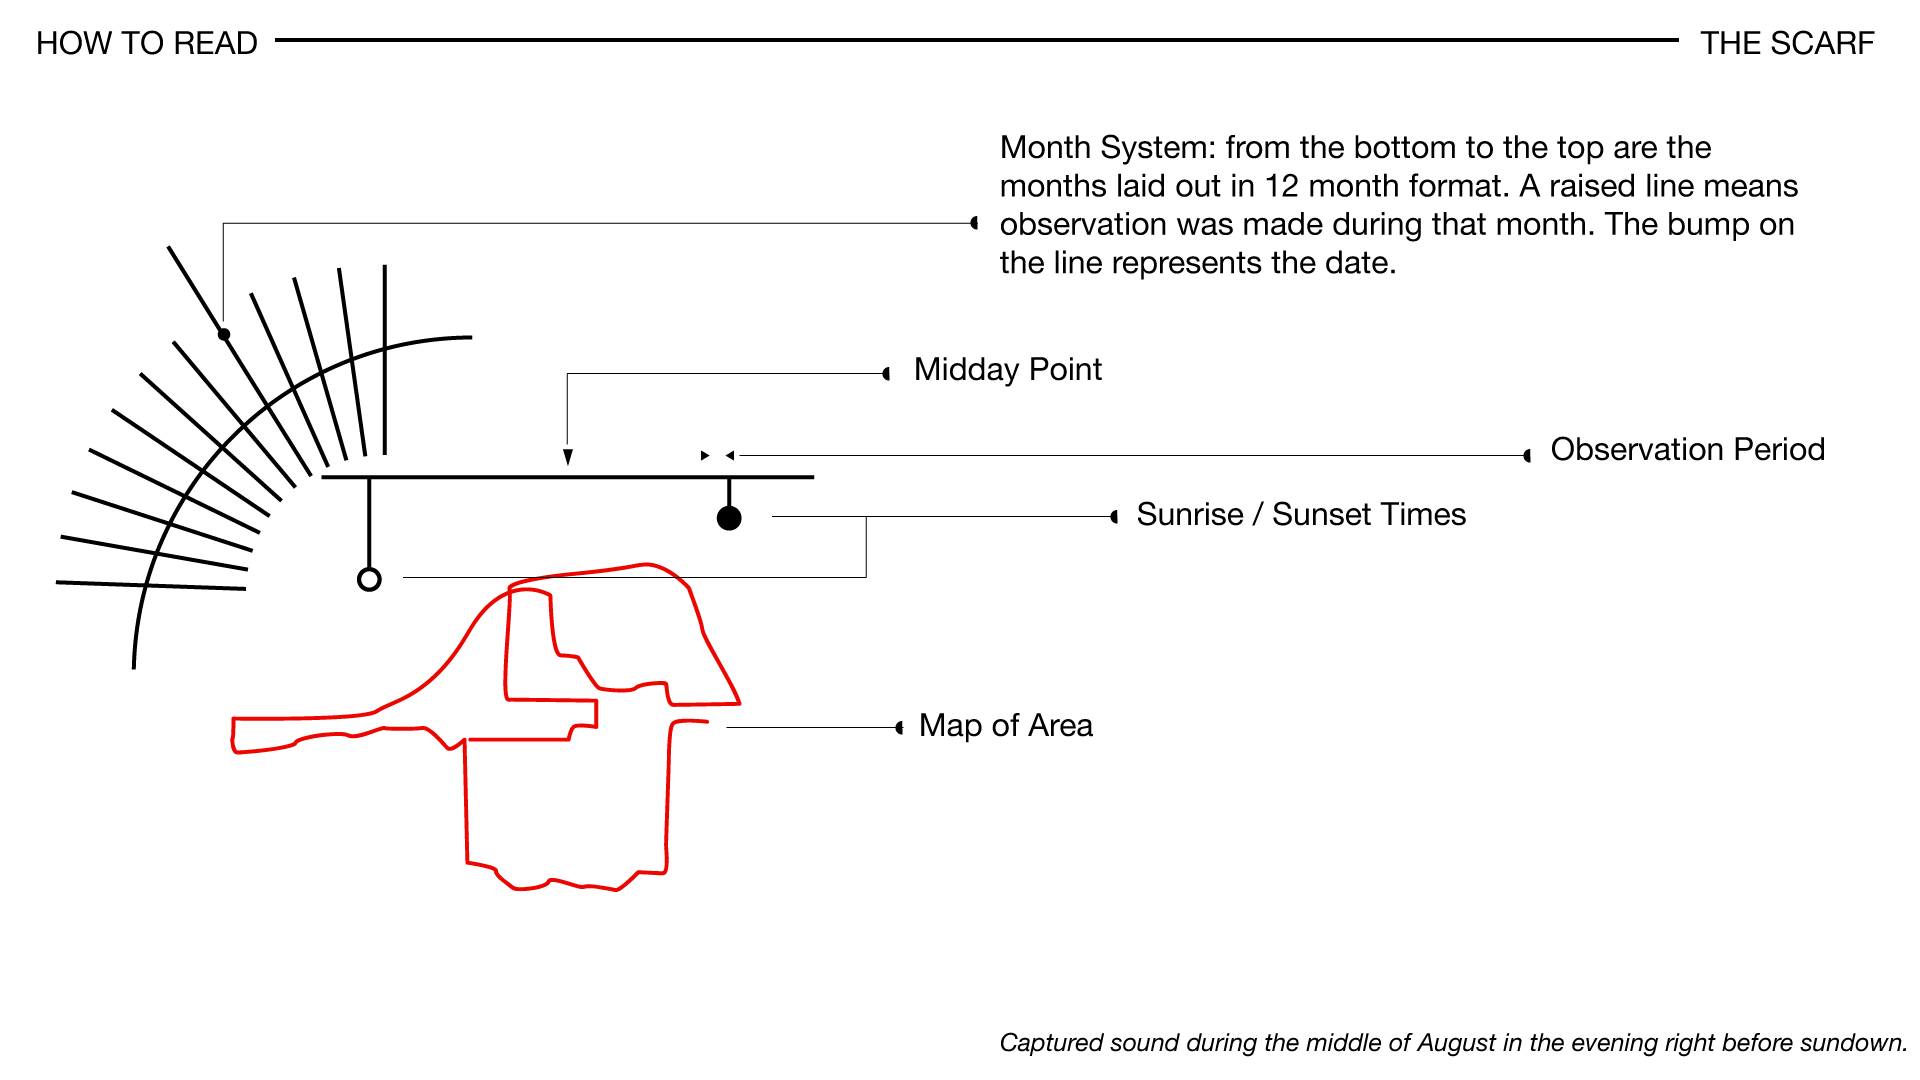 HOW TO READ
THE SCARF
Month System: from the bottom to the top are the
months laid out in 12 month format. A raised line means
observation was made during that month. The bump on
the line represents the date.
Midday Point
Observation Period
Sunrise / Sunset Times
Map of Area
Captured sound during the middle of August in the evening right before sundown.